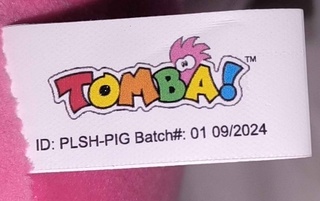 TOMBA! ™
ID: PLSH-PIG Batch#: 01 09/2024